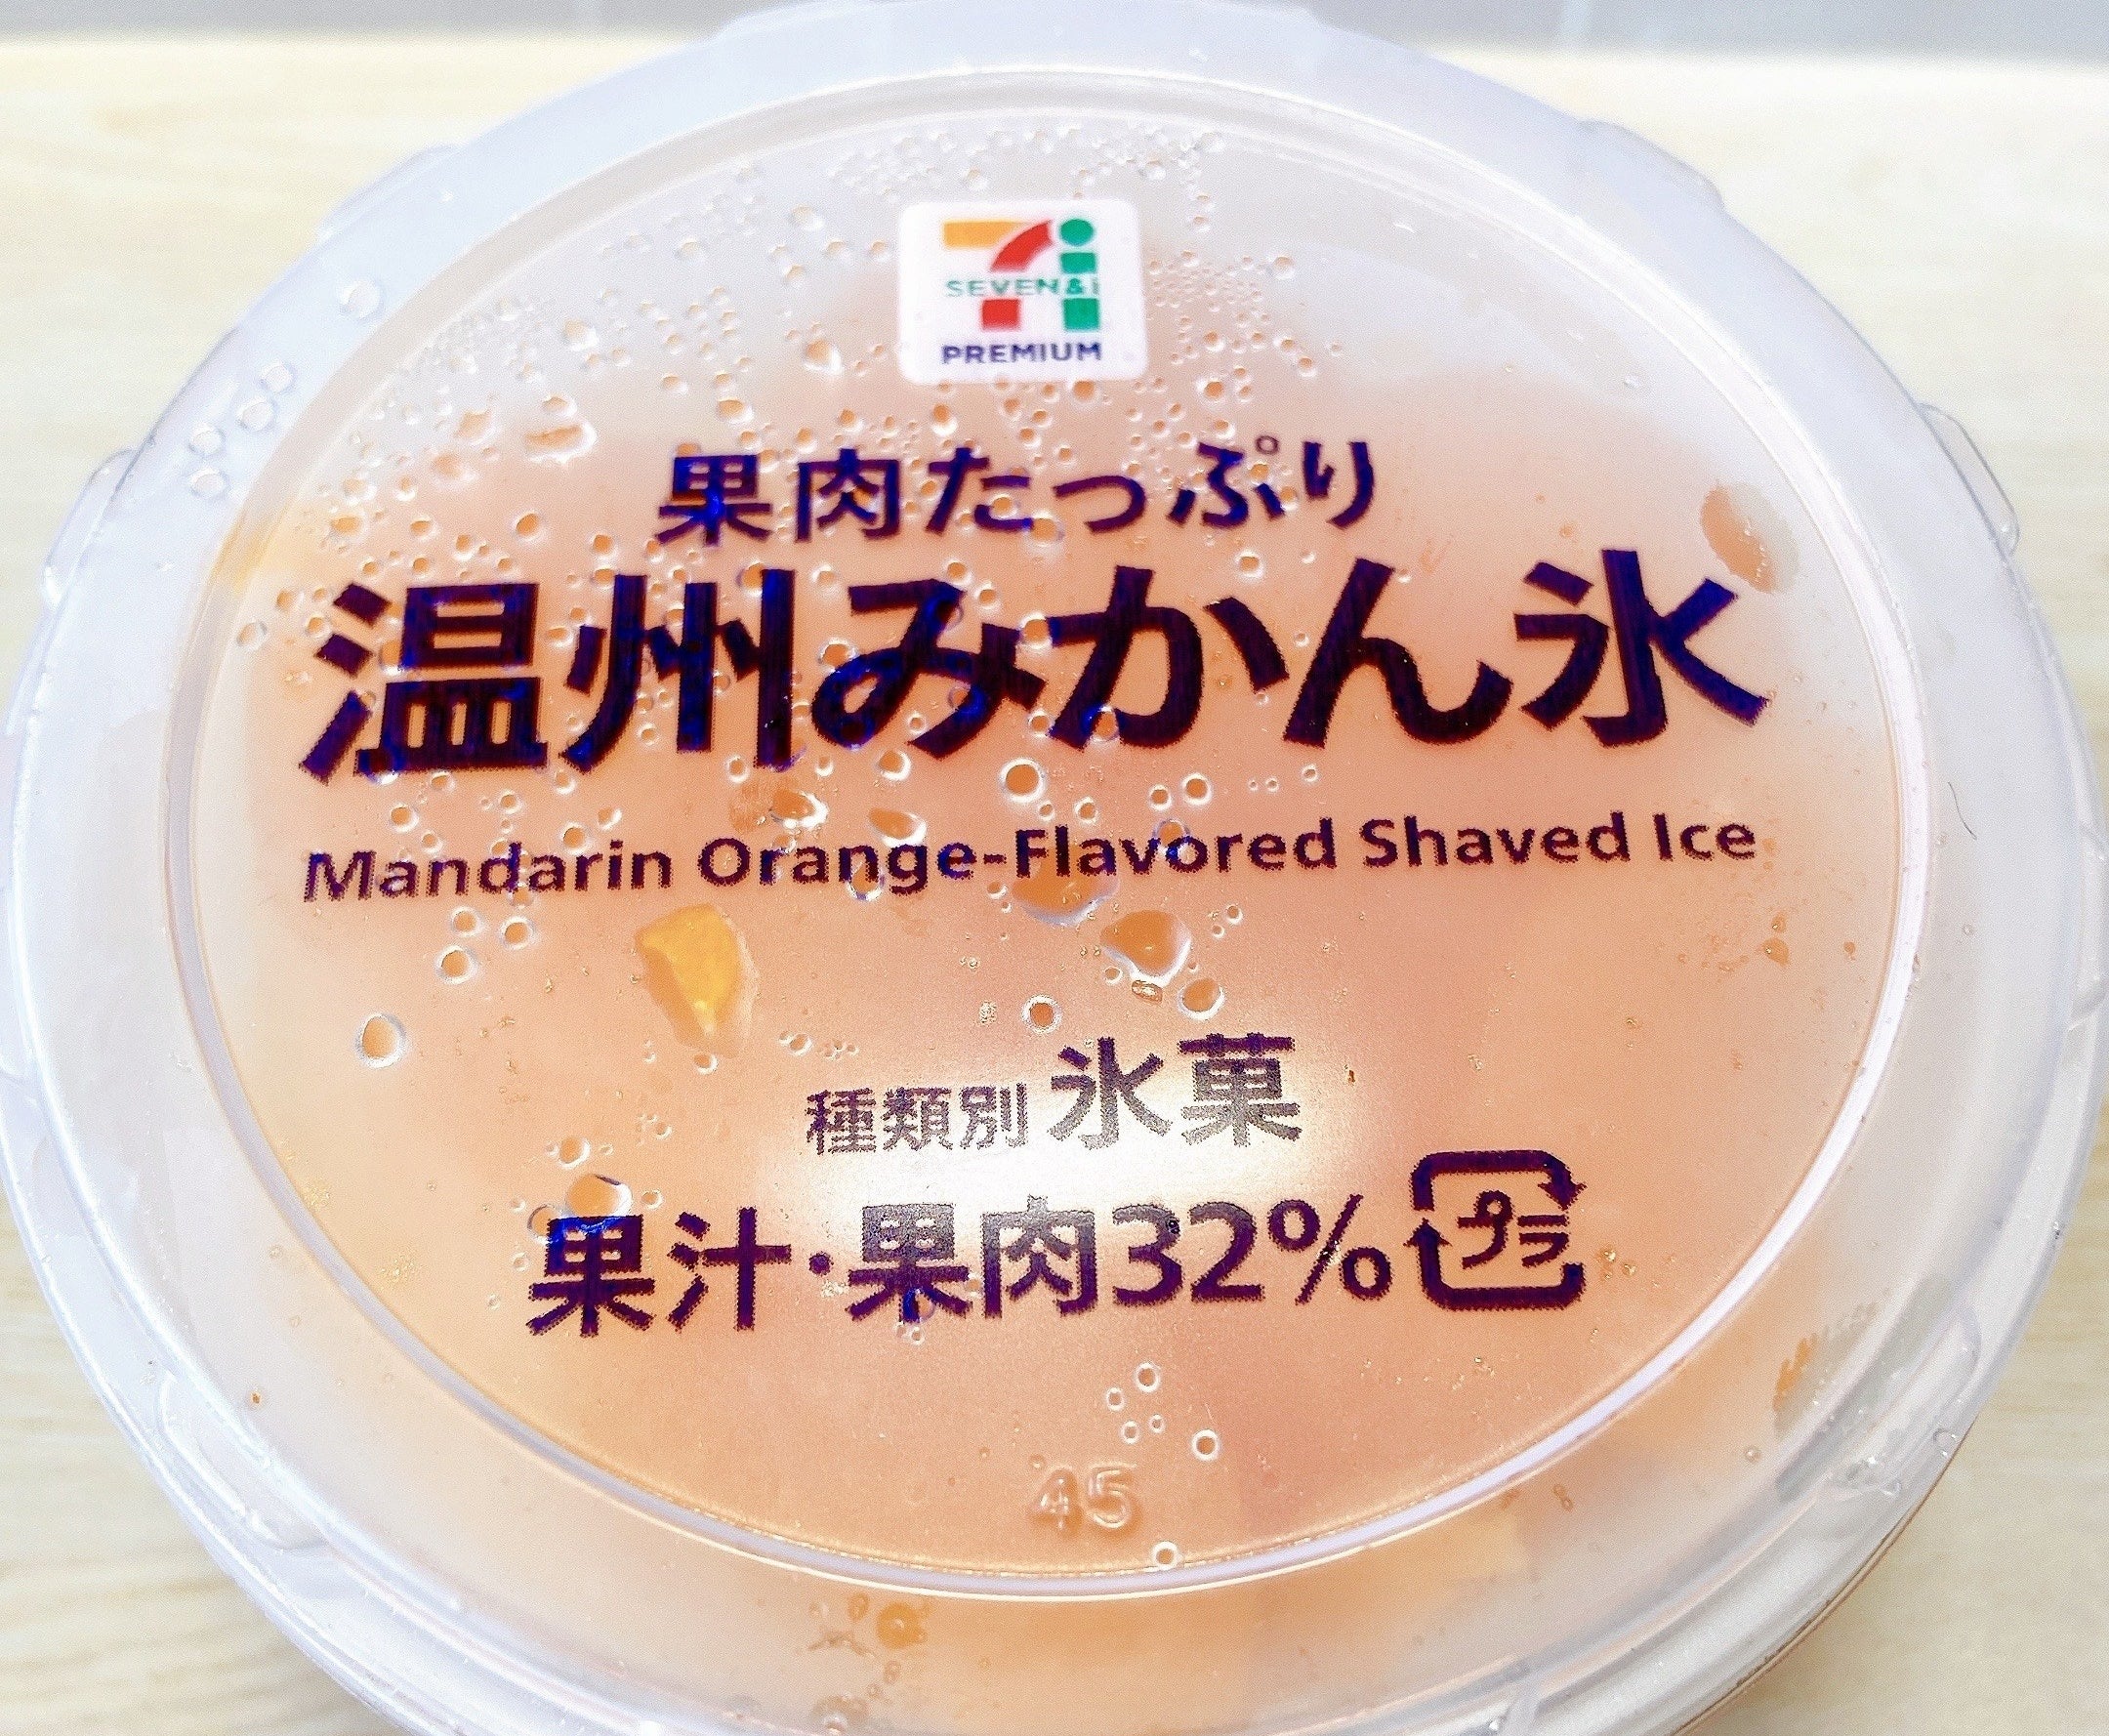 SEVEN&i
PREMIUM
果肉たっぷり
温州みかん氷
Mandarin Orange-Flavored Shaved Ice
種類別 氷菓
果汁・果肉32% プラ
45